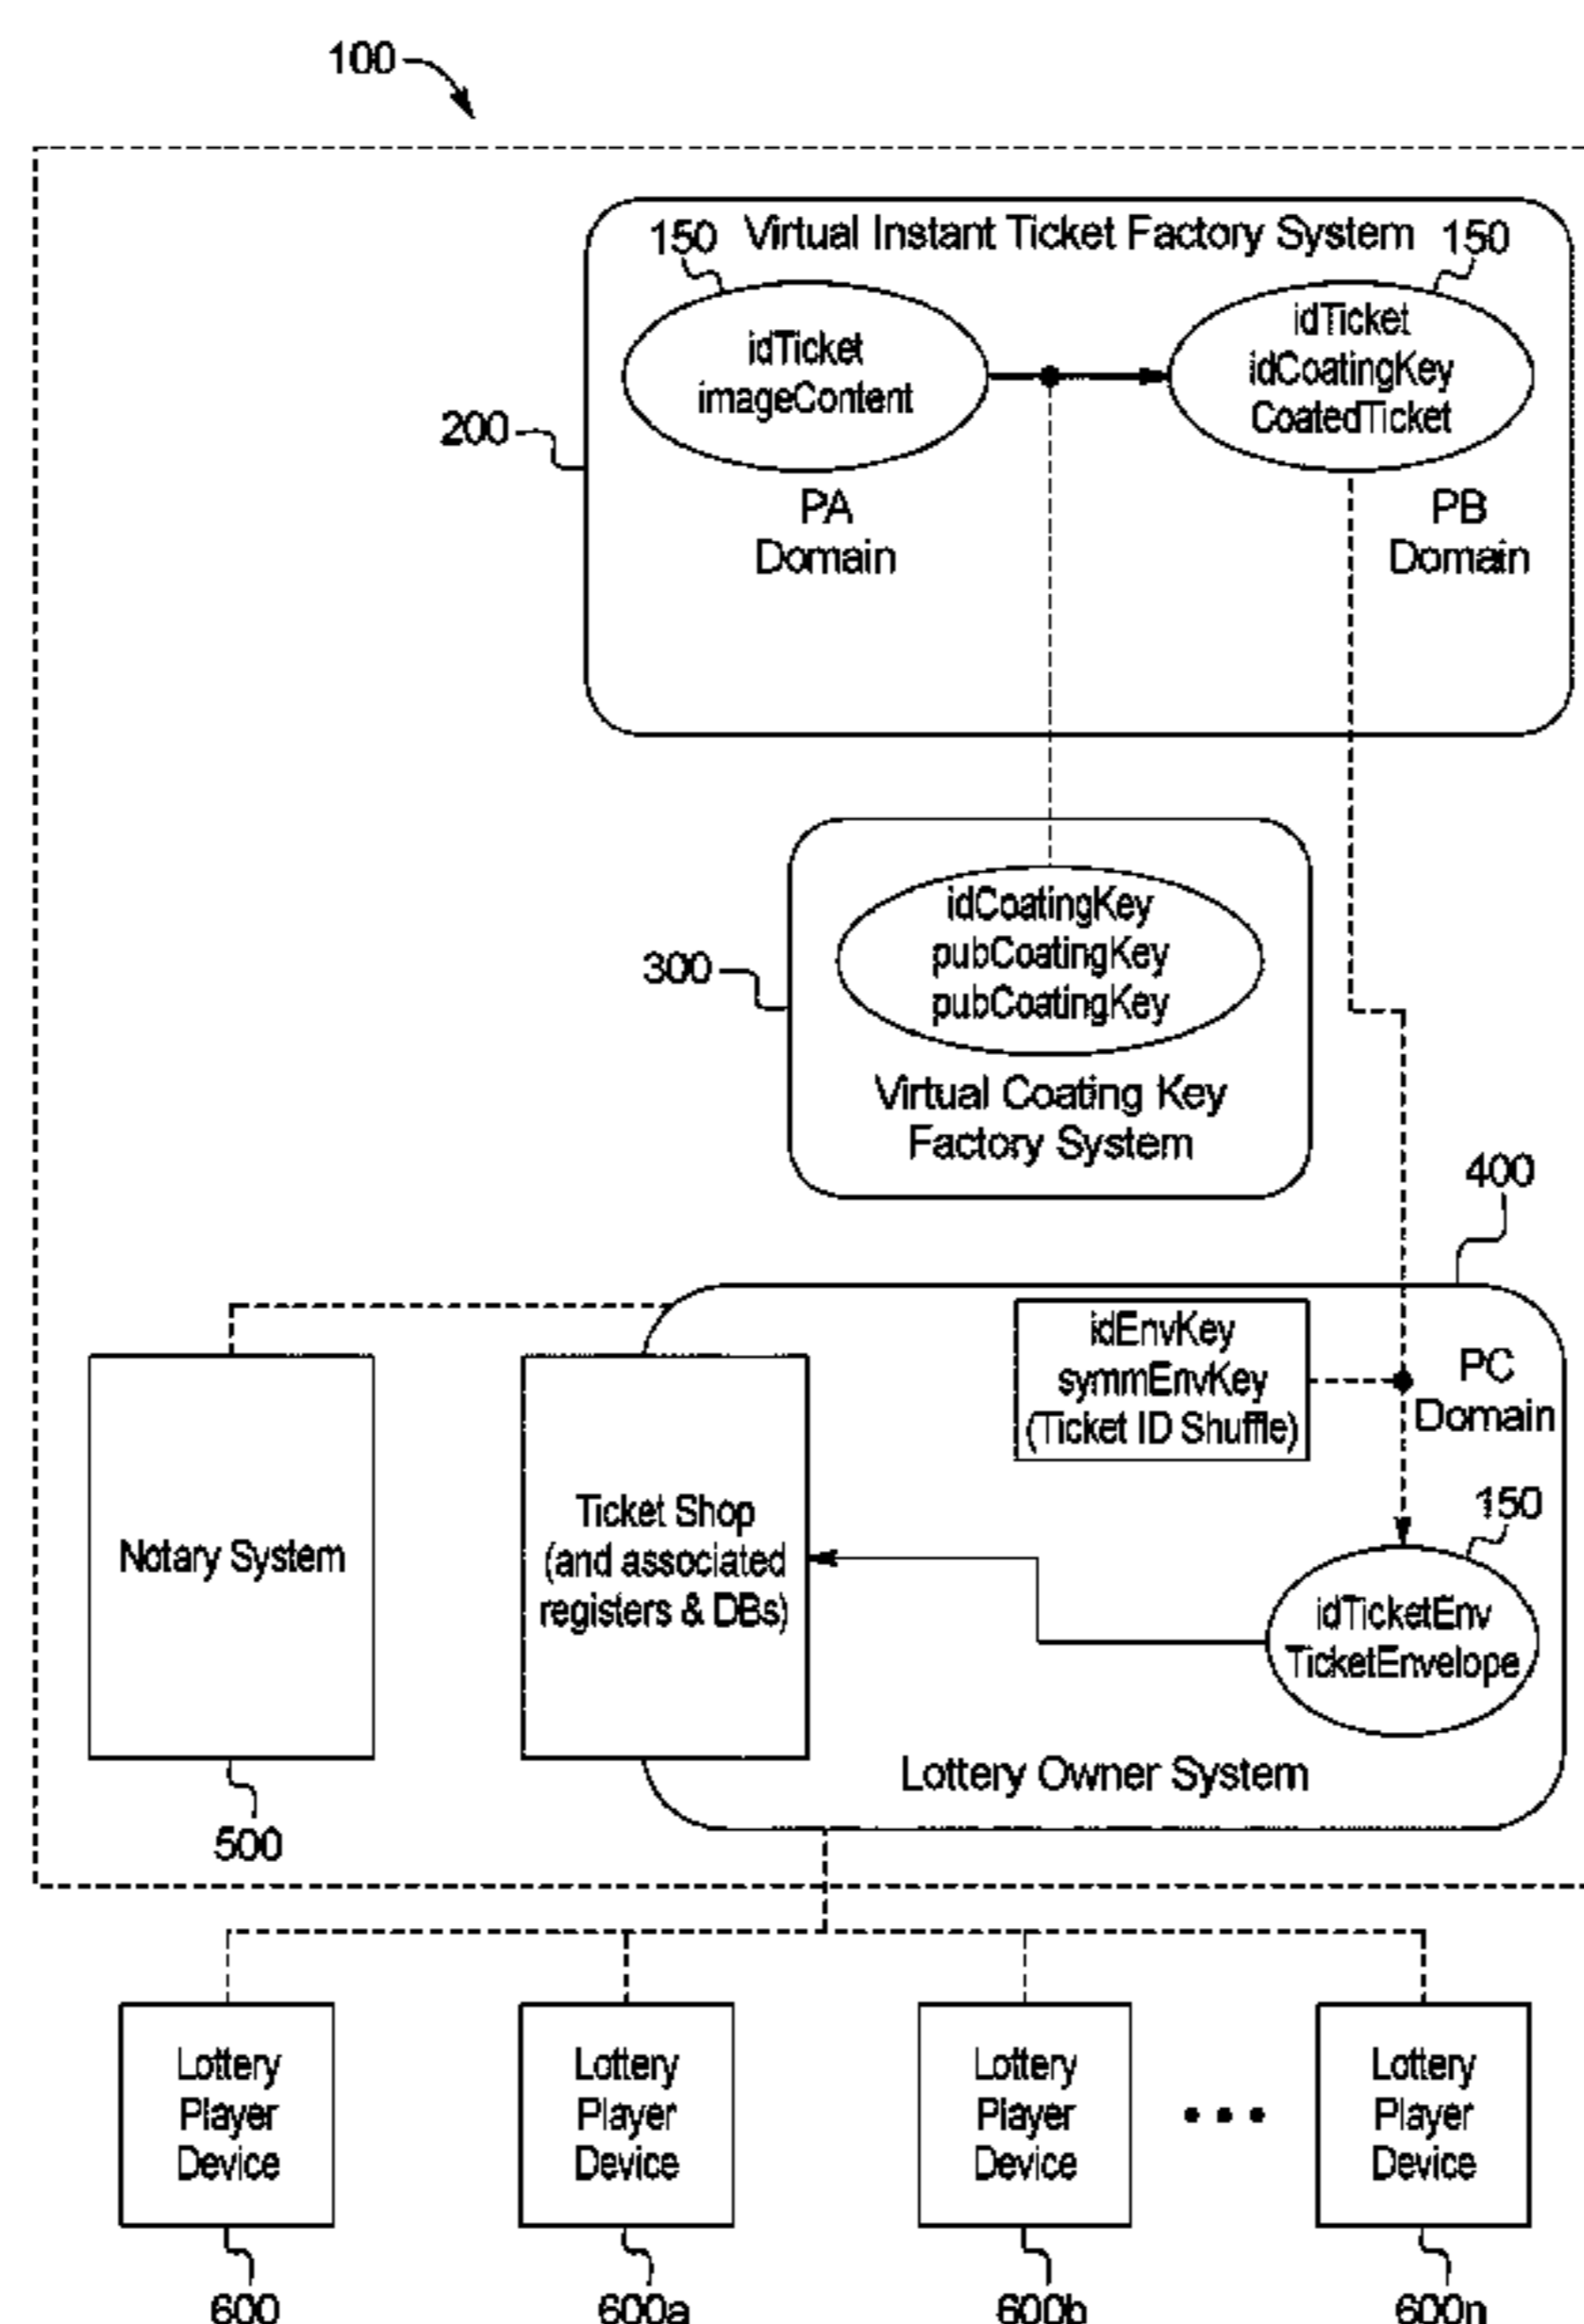 100
150 Virtual Instant Ticket Factory System 150
idTicket
imageContent
idTicket
idCoatingKey
CoatedTicket
200
PA
Domain
PB
Domain
idCoatingKey
pubCoatingKey
pubCoatingKey
300
Virtual Coating Key
Factory System
400
idEnvKey
symmEnvKey
(Ticket ID Shuffle)
PC
Domain
150
Notary System
Ticket Shop
(and associated
registers & DBs)
idTicketEnv
TicketEnvelope
Lottery Owner System
500
Lottery
Player
Device
Lottery
Player
Device
Lottery
Player
Device
• • •
Lottery
Player
Device
600
600a
600b
600n